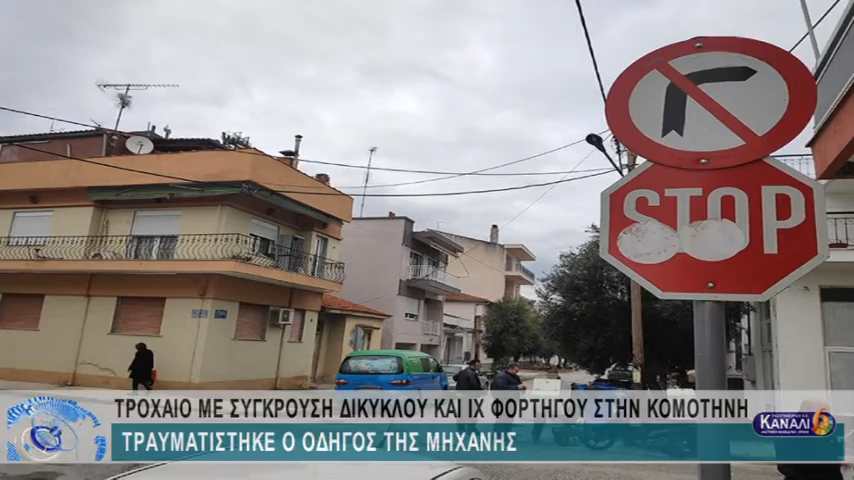 STOP
ΤΡΟΧΑΙΟ ΜΕ ΣΥΓΚΡΟΥΣΗ ΔΙΚΥΚΛΟΥ ΚΑΙ ΙΧ ΦΟΡΤΗΓΟΥ ΣΤΗΝ ΚΟΜΟΤΗΝΗ
ΤΡΑΥΜΑΤΙΣΤΗΚΕ Ο ΟΔΗΓΟΣ ΤΗΣ ΜΗΧΑΝΗΣ
ΚΑΝΑΛΙ 6